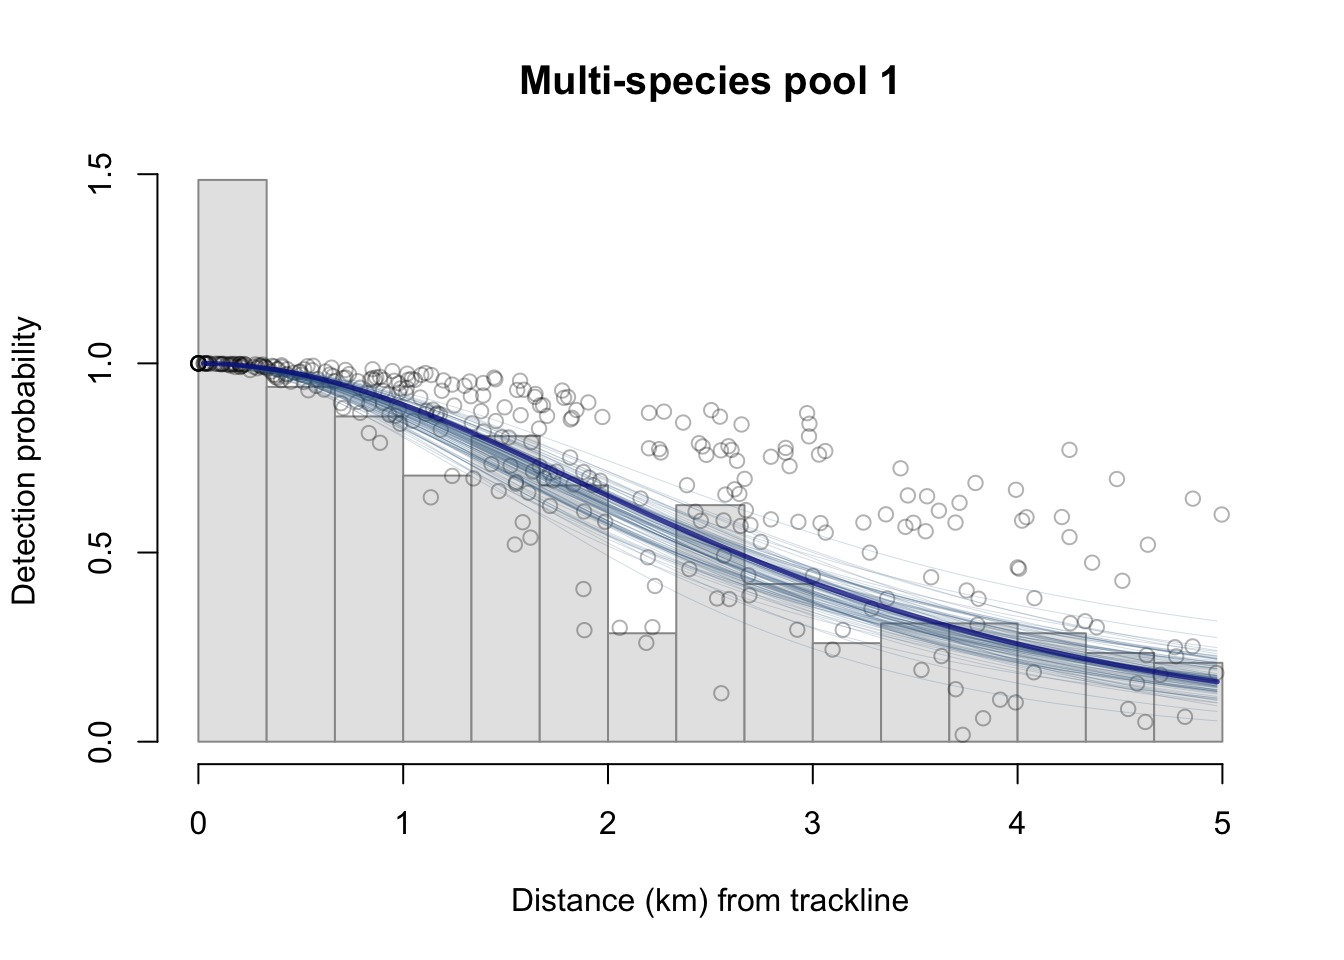 Multi-species pool 1
Detection probability
1.5
1.0
0.5
0.0
0 1 2 3 4 5
Distance (km) from trackline